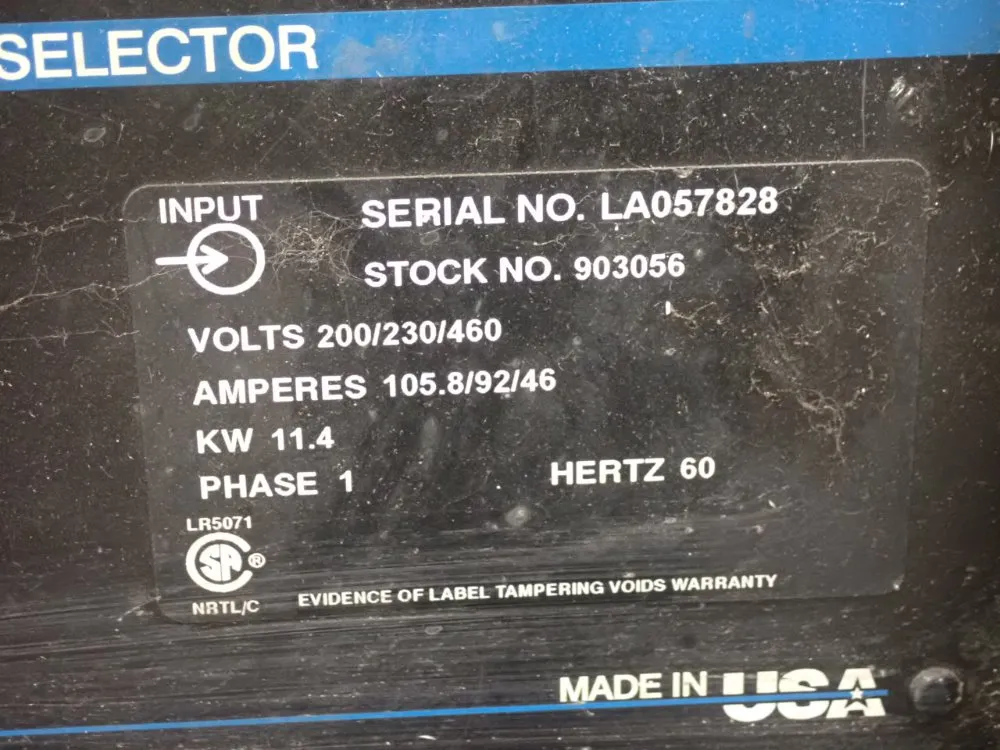 SELECTOR
INPUT
SERIAL NO. LA057828
STOCK NO. 903056
VOLTS 200/230/460
AMPERES 105.8/92/46
KW 11.4
PHASE 1 HERTZ 60
LR5071
SA ®
NRTL/C
EVIDENCE OF LABEL TAMPERING VOIDS WARRANTY
MADE IN USA